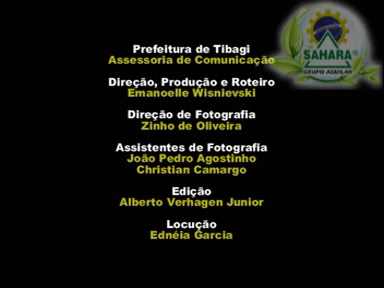 Prefeitura de Tibagi
Assessoria de Comunicação
SAHARA®
GRUPO AGUILAR
Direção, Produção e Roteiro
Emanoelle Wisnievski
Direção de Fotografia
Zinho de Oliveira
Assistentes de Fotografia
João Pedro Agostinho
Christian Camargo
Edição
Alberto Verhagen Junior
Locução
Ednéia Garcia